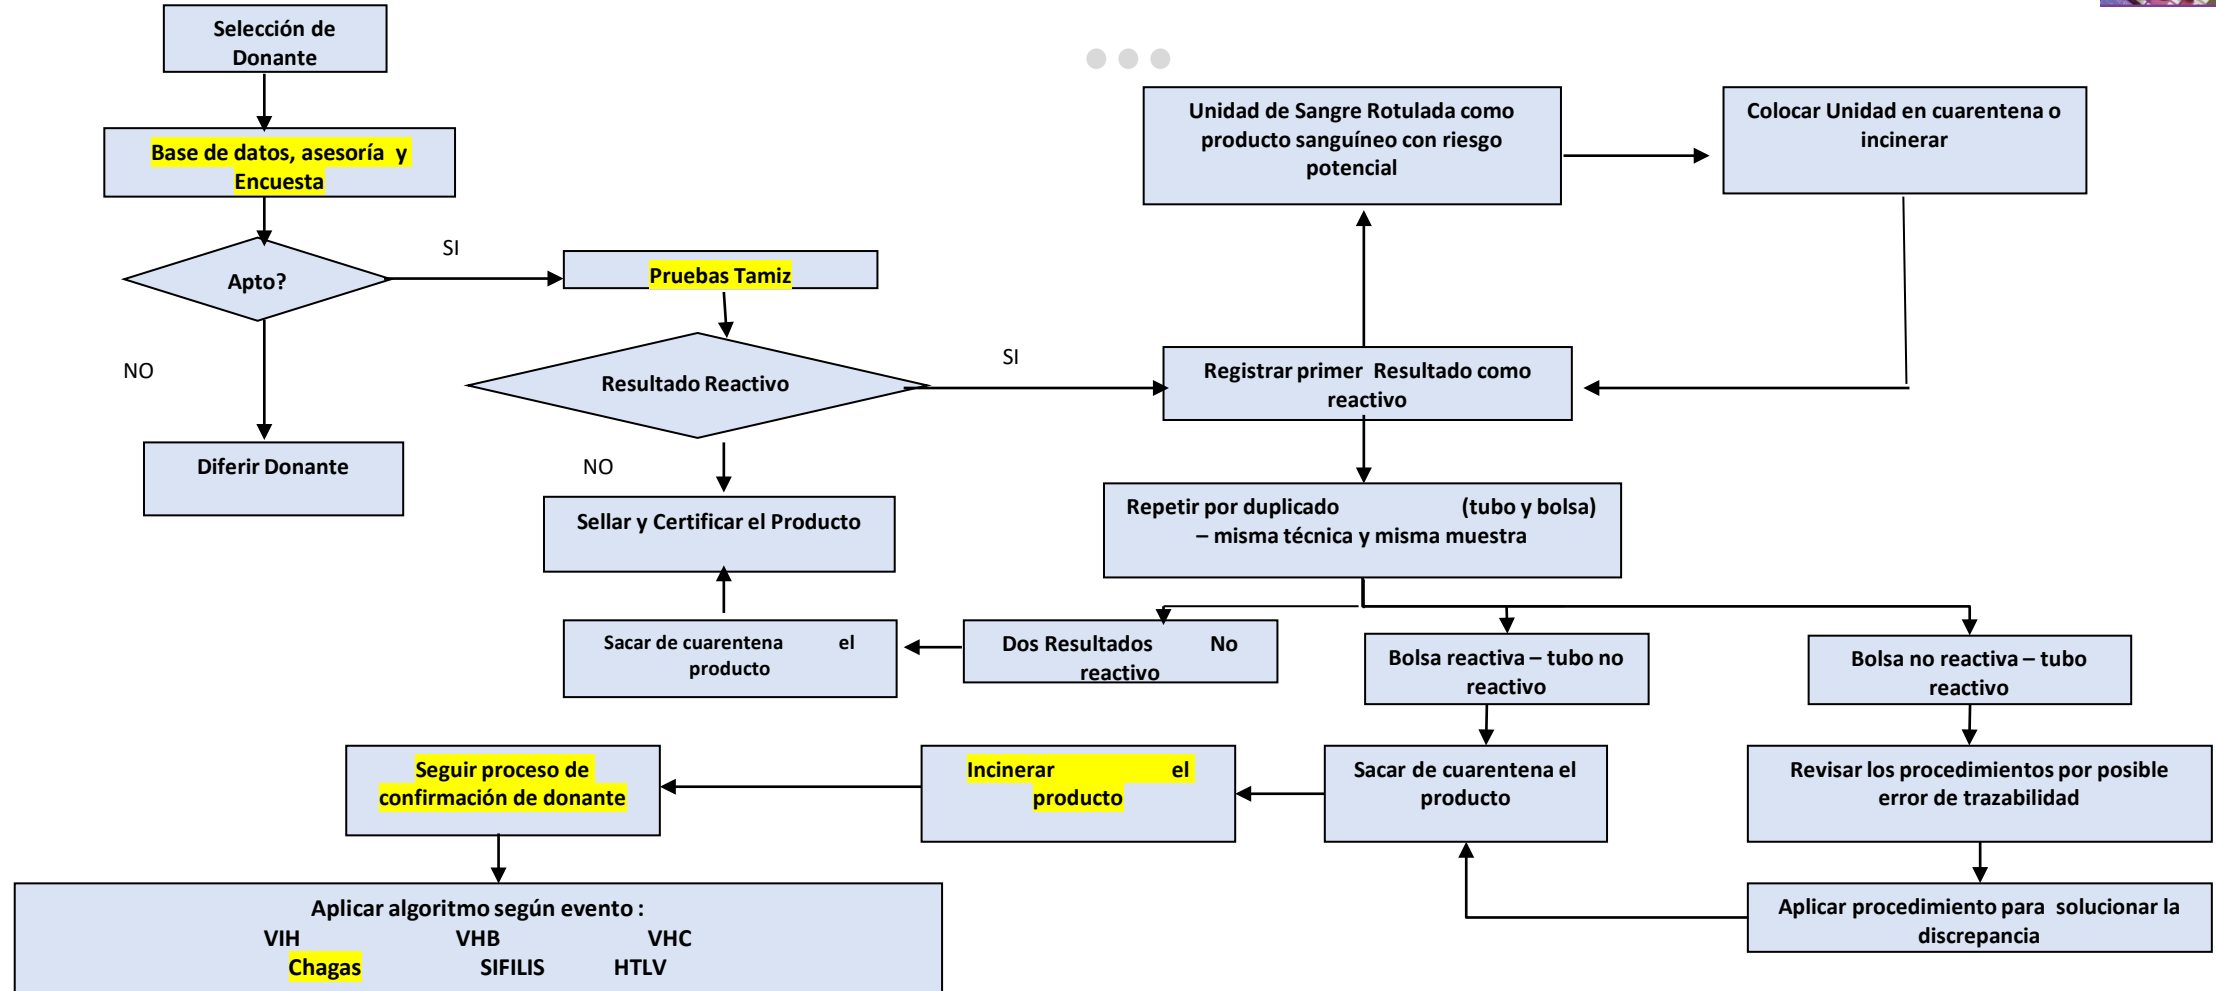 Selección de
Donante
Base de datos, asesoría y
Encuesta
Apto?
SI
NO
Diferir Donante
Pruebas Tamiz
Resultado Reactivo
SI
NO
Sellar y Certificar el Producto
Unidad de Sangre Rotulada como
producto sanguíneo con riesgo
potencial
Colocar Unidad en cuarentena o
incinerar
Registrar primer Resultado como
reactivo
Repetir por duplicado (tubo y bolsa)
– misma técnica y misma muestra
Sacar de cuarentena el
producto
Dos Resultados No
reactivo
Bolsa reactiva – tubo no
reactivo
Bolsa no reactiva – tubo
reactivo
Seguir proceso de
confirmación de donante
Incinerar el
producto
Sacar de cuarentena el
producto
Revisar los procedimientos por posible
error de trazabilidad
Aplicar algoritmo según evento :
VIH VHB VHC
Chagas SIFILIS HTLV
Aplicar procedimiento para solucionar la
discrepancia